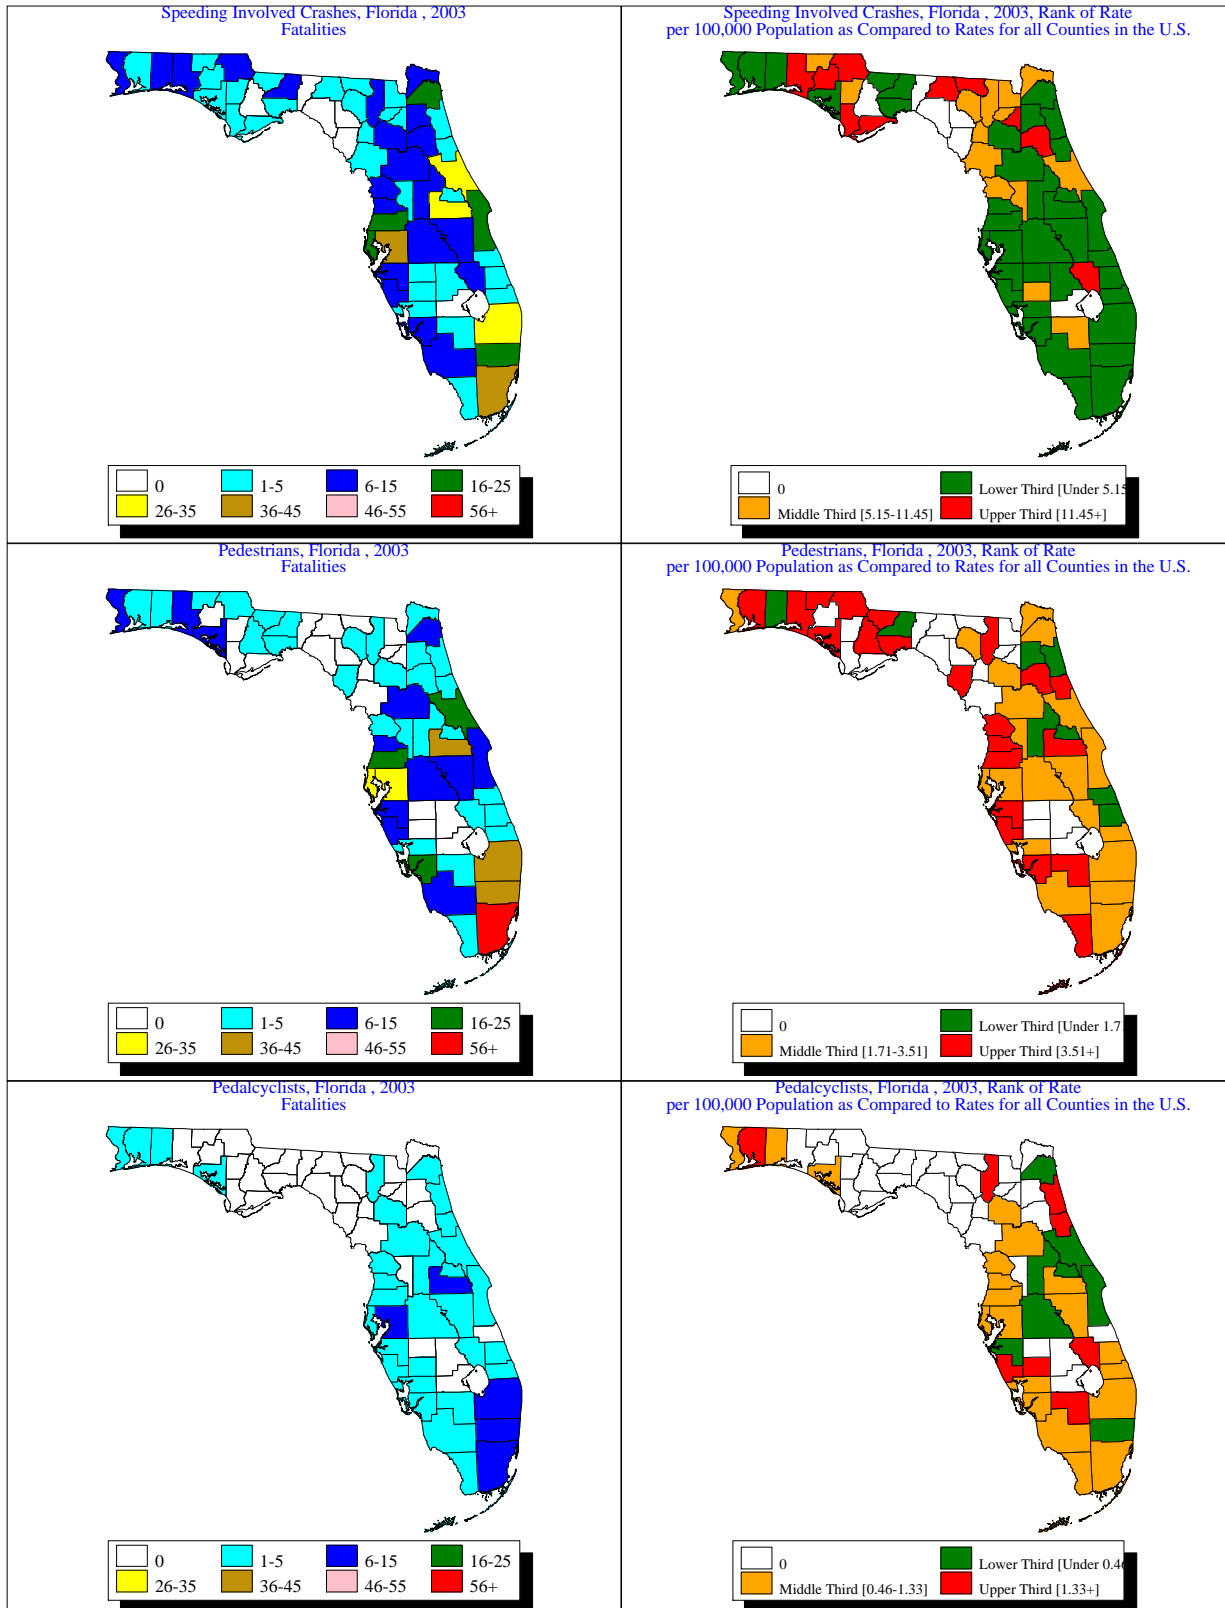 Speeding Involved Crashes, Florida , 2003
Fatalities
0
1-5
6-15
16-25
26-35
36-45
46-55
56+
Speeding Involved Crashes, Florida , 2003, Rank of Rate
per 100,000 Population as Compared to Rates for all Counties in the U.S.
0
Lower Third [Under 5.15
Middle Third [5.15-11.45]
Upper Third [11.45+]
Pedestrians, Florida , 2003
Fatalities
0
1-5
6-15
16-25
26-35
36-45
46-55
56+
Pedestrians, Florida , 2003, Rank of Rate
per 100,000 Population as Compared to Rates for all Counties in the U.S.
0
Lower Third [Under 1.71
Middle Third [1.71-3.51]
Upper Third [3.51+]
Pedalcyclists, Florida , 2003
Fatalities
0
1-5
6-15
16-25
26-35
36-45
46-55
56+
Pedalcyclists, Florida , 2003, Rank of Rate
per 100,000 Population as Compared to Rates for all Counties in the U.S.
0
Lower Third [Under 0.46
Middle Third [0.46-1.33]
Upper Third [1.33+]